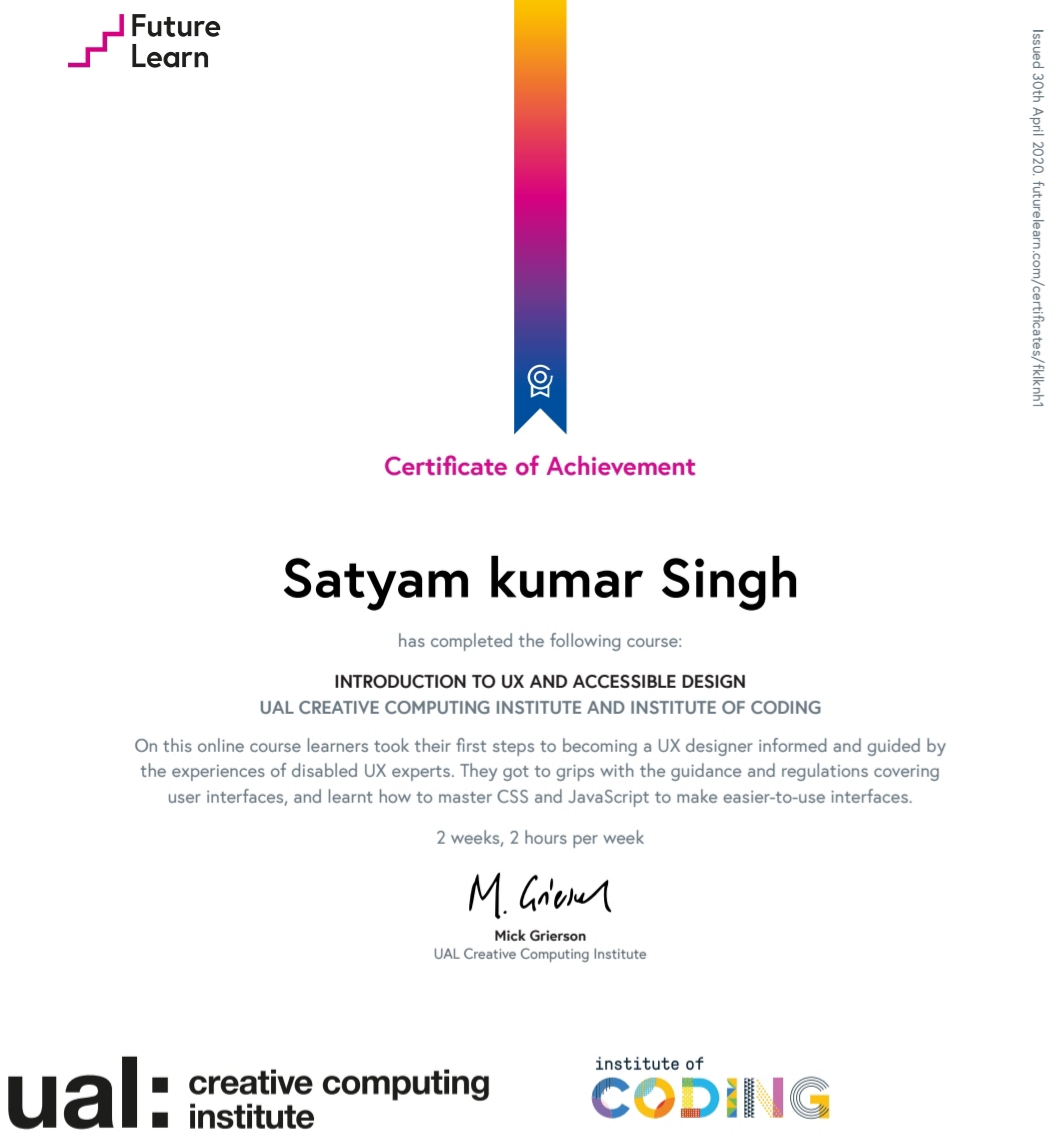 Future
Learn
Issued 30th April 2020. futurelearn.com/certificates/fklknh1
Certificate of Achievement
Satyam kumar Singh
has completed the following course:
INTRODUCTION TO UX AND ACCESSIBLE DESIGN
UAL CREATIVE COMPUTING INSTITUTE AND INSTITUTE OF CODING
On this online course learners took their first steps to becoming a UX designer informed and guided by
the experiences of disabled UX experts. They got to grips with the guidance and regulations covering
user interfaces, and learnt how to master CSS and JavaScript to make easier-to-use interfaces.
2 weeks, 2 hours per week
M. Grierson
Mick Grierson
UAL Creative Computing Institute
ual: creative computing
institute
institute of
CODING